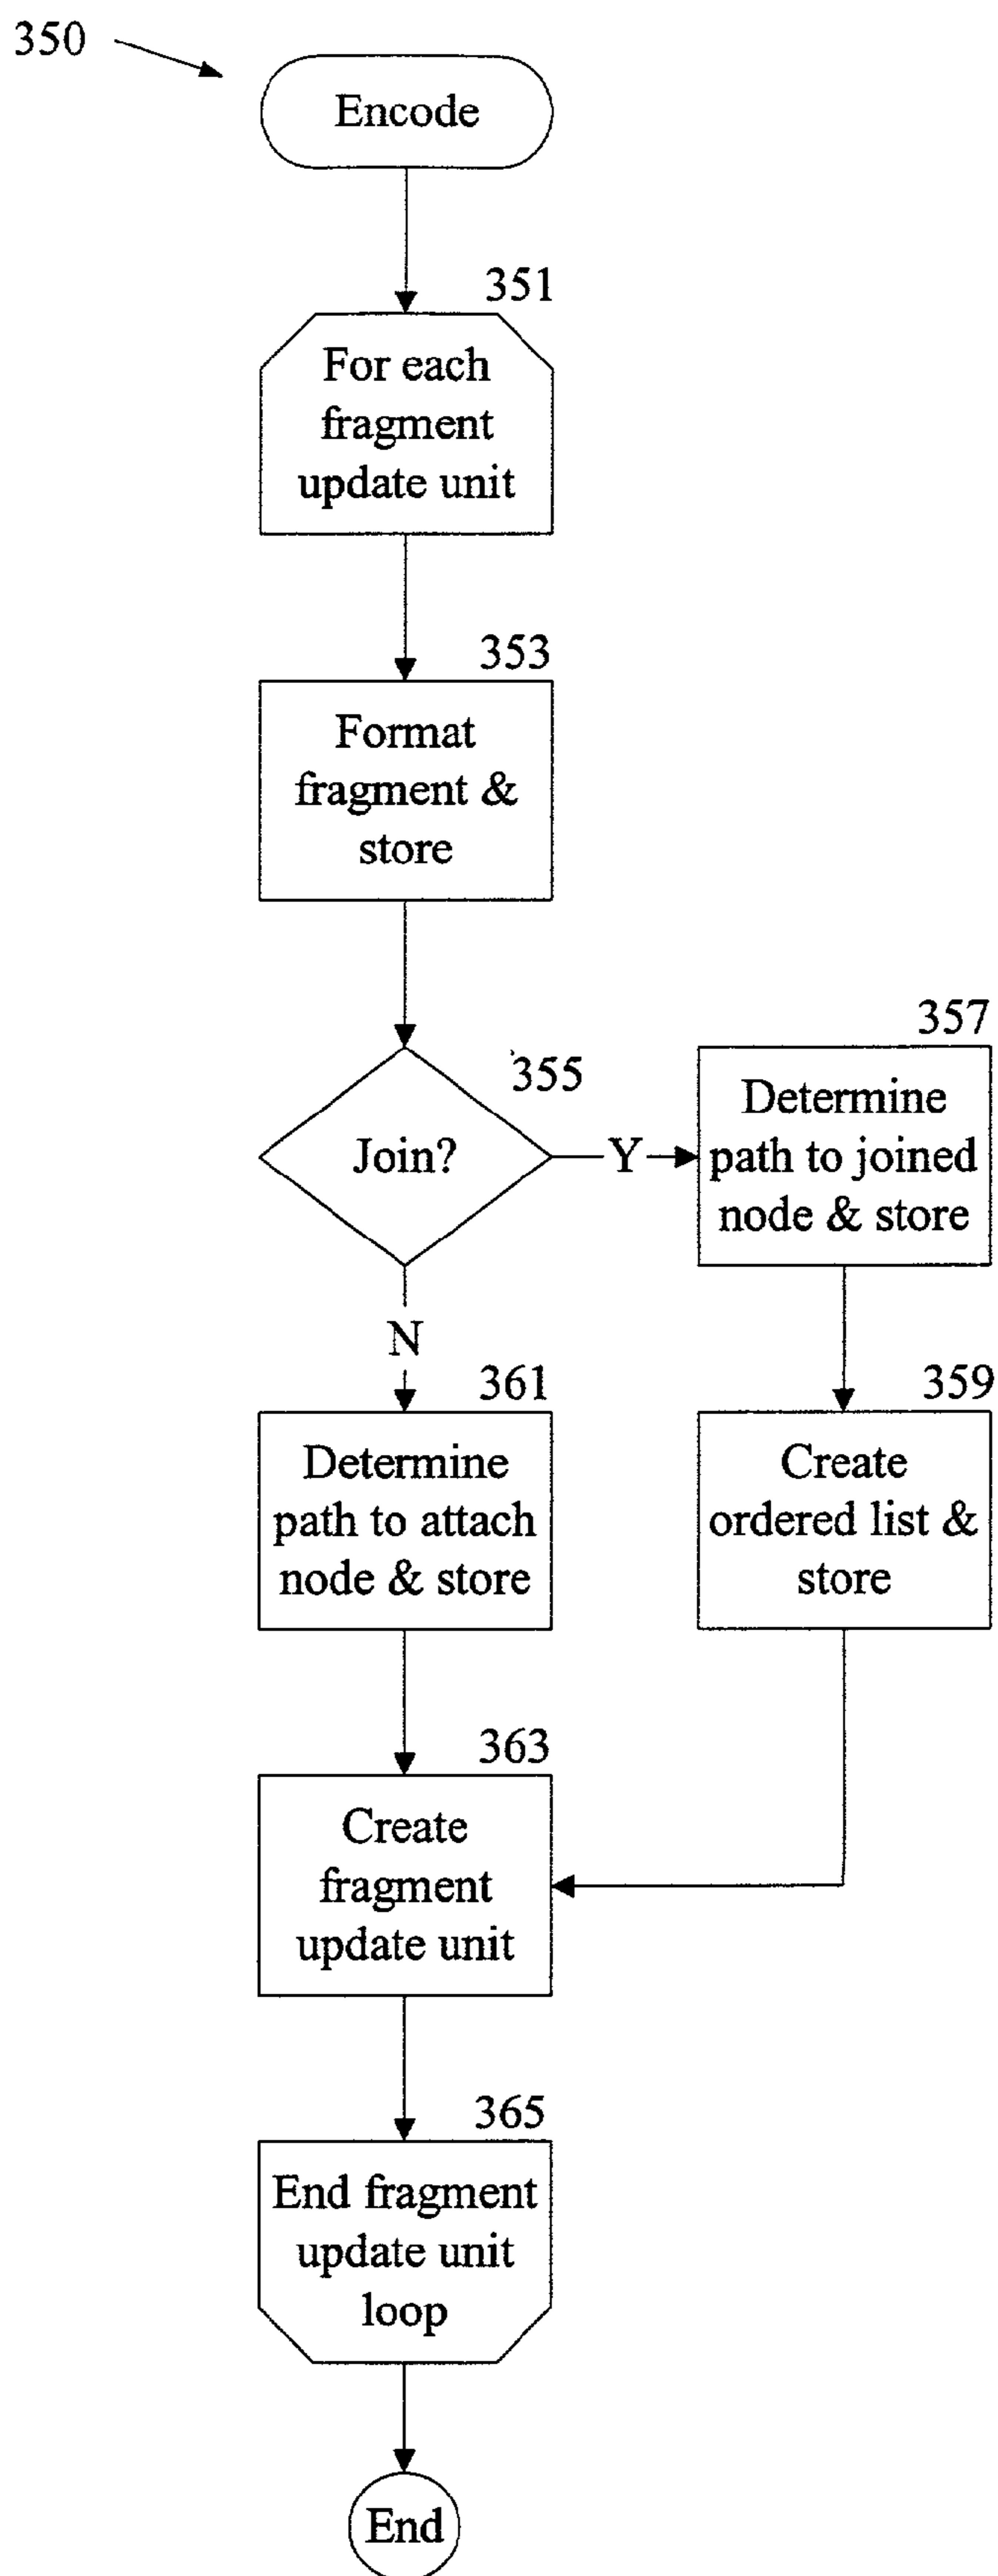 350
Encode
351
For each
fragment
update unit
353
Format
fragment &
store
355
Join?
Y
357
Determine
path to joined
node & store
N
361
Determine
path to attach
node & store
359
Create
ordered list &
store
363
Create
fragment
update unit
365
End fragment
update unit
loop
End